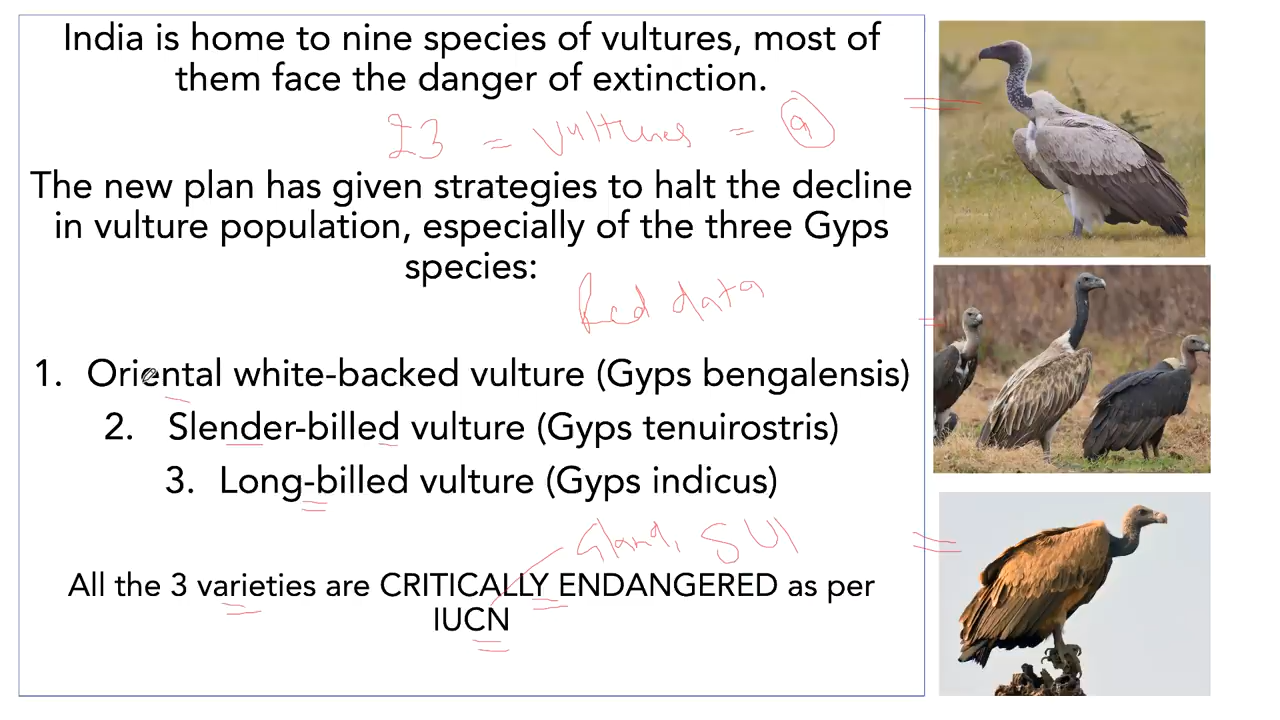 India is home to nine species of vultures, most of
them face the danger of extinction.
23 = vultures = 9
The new plan has given strategies to halt the decline
in vulture population, especially of the three Gyps
species:
Red data
1. Oriental white-backed vulture (Gyps bengalensis)
2. Slender-billed vulture (Gyps tenuirostris)
3. Long-billed vulture (Gyps indicus)
Gland,
All the 3 varieties are CRITICALLY ENDANGERED as per
IUCN